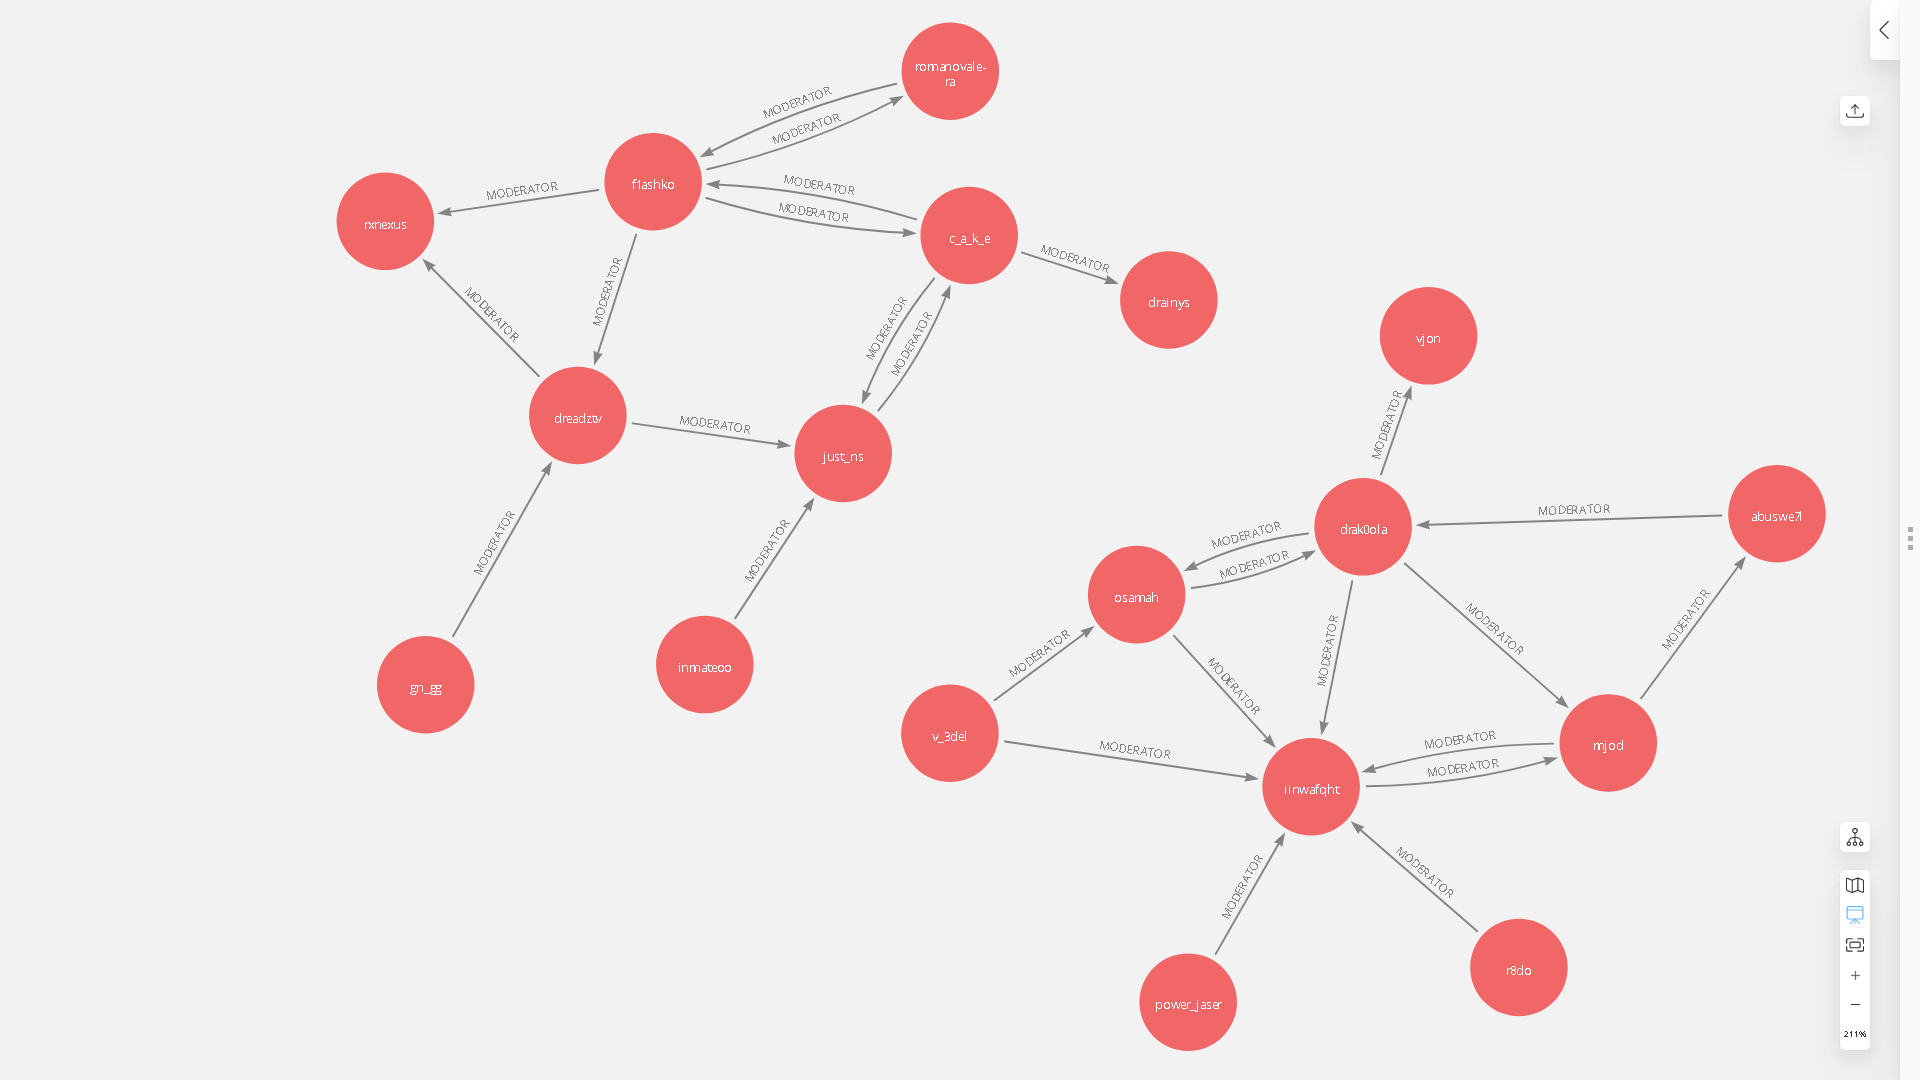 romanovale-
ra
MODERATOR
MODERATOR
f1ashko
MODERATOR
MODERATOR
rxnexus
MODERATOR
c_a_k_e
MODERATOR
drainys
MODERATOR
MODERATOR
MODERATOR
MODERATOR
vjon
MODERATOR
dreadztv
MODERATOR
just_ns
abuswe7l
MODERATOR
drak0ola
MODERATOR
MODERATOR
MODERATOR
MODERATOR
osamah
MODERATOR
MODERATOR
MODERATOR
MODERATOR
inmateoo
MODERATOR
gn_gg
v_3del
MODERATOR
MODERATOR
mjod
MODERATOR
iinwafqht
MODERATOR
MODERATOR
r8do
power_jaser
211%